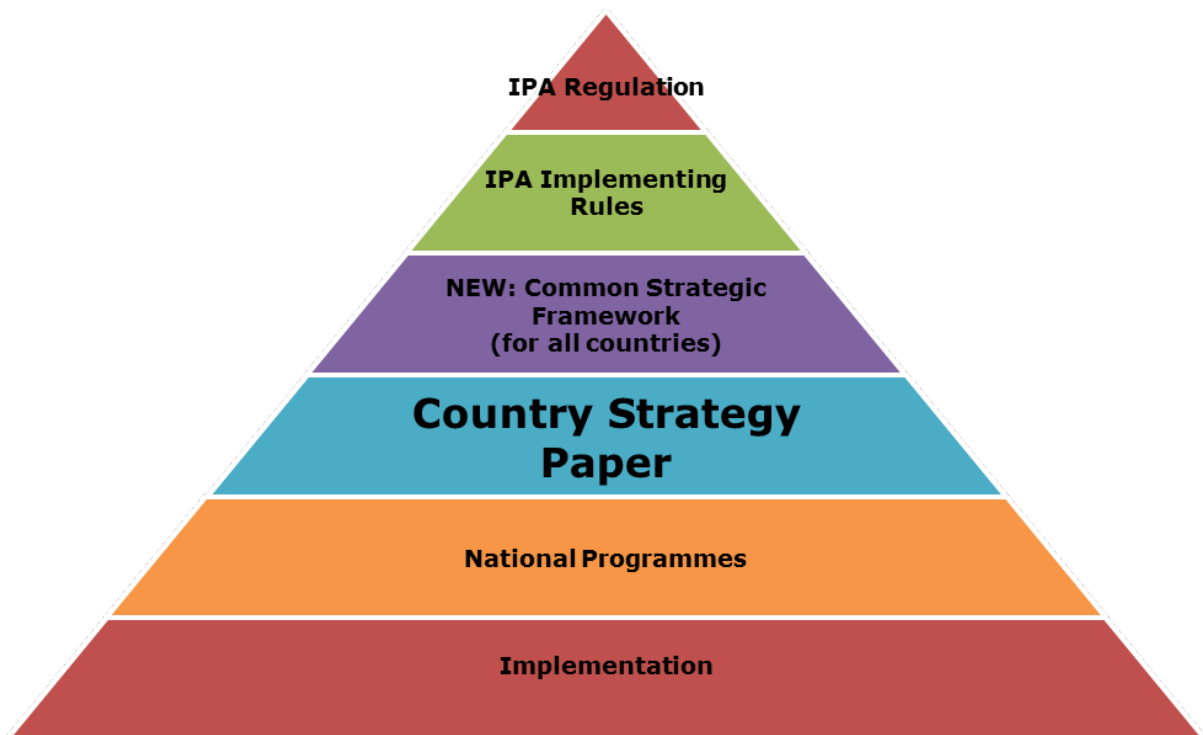 IPA Regulation
IPA Implementing
Rules
NEW: Common Strategic
Framework
(for all countries)
Country Strategy
Paper
National Programmes
Implementation